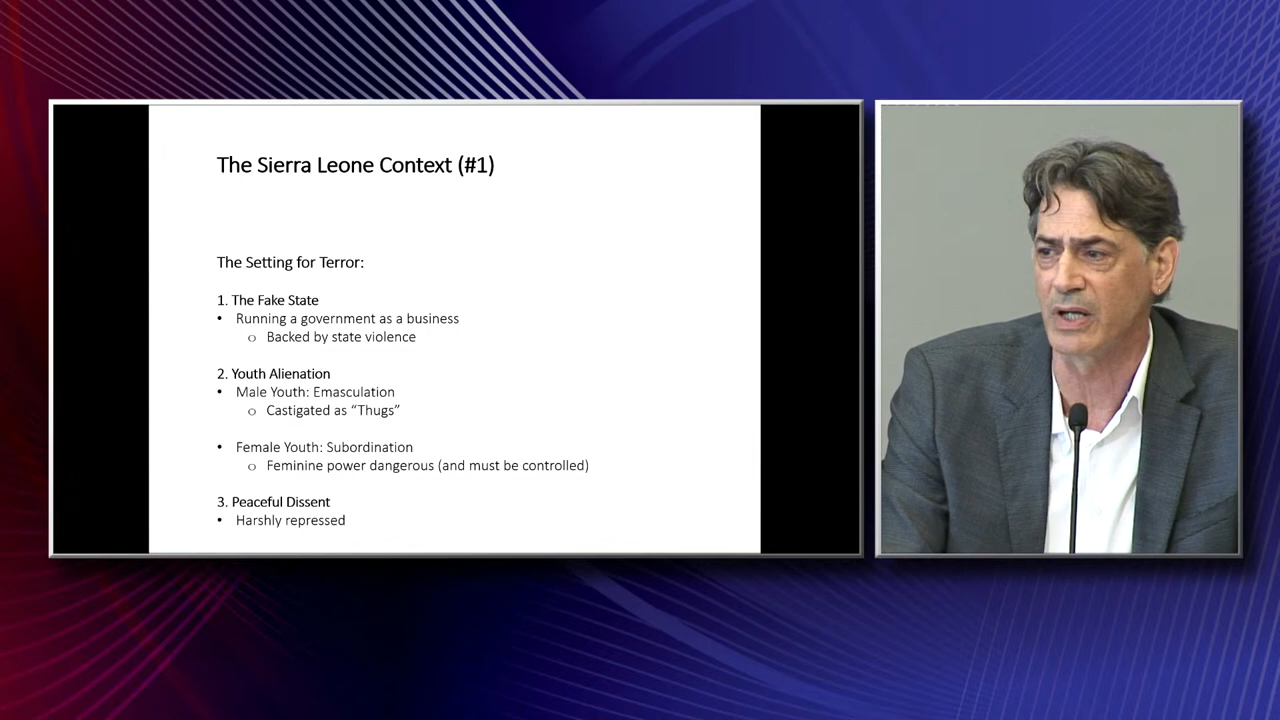 The Sierra Leone Context (#1)
The Setting for Terror:
1. The Fake State
• Running a government as a business
o Backed by state violence
2. Youth Alienation
• Male Youth: Emasculation
o Castigated as “Thugs”
• Female Youth: Subordination
o Feminine power dangerous (and must be controlled)
3. Peaceful Dissent
• Harshly repressed